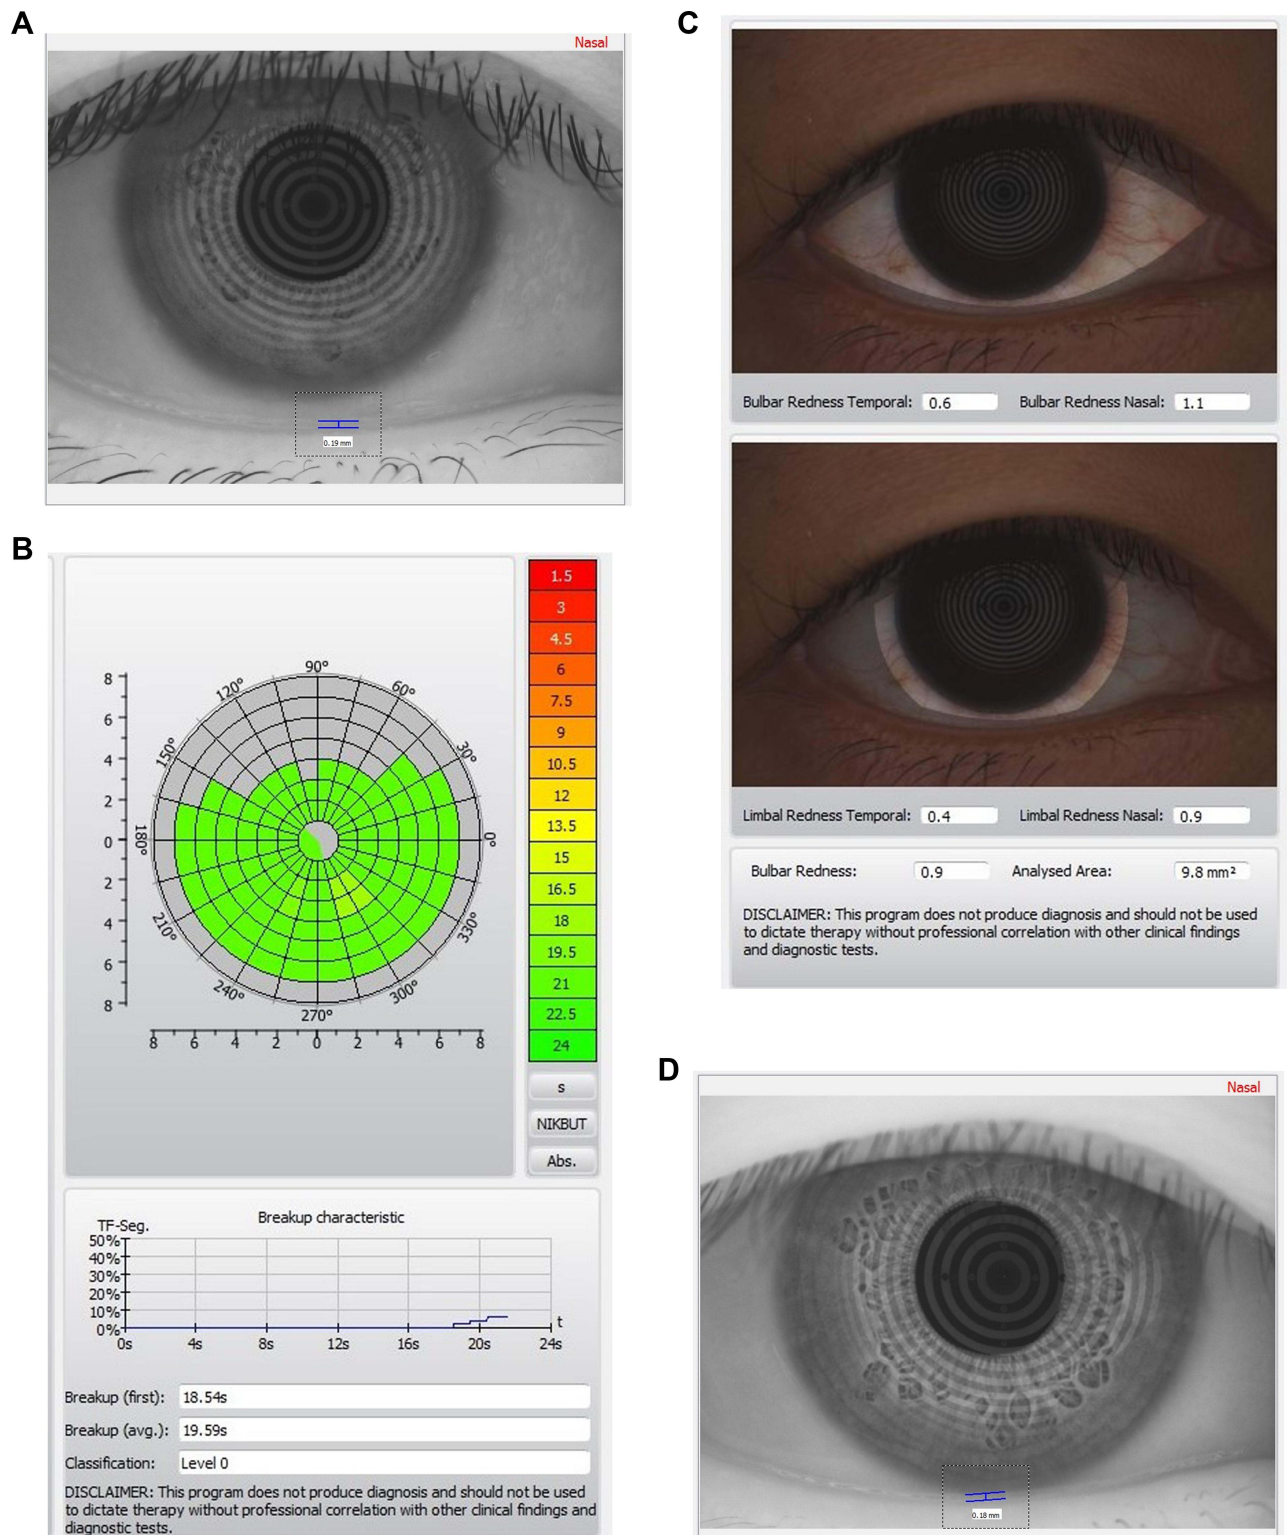 A
Nasal
0.19 mm
B
1.5
3
4.5
6
7.5
9
10.5
12
13.5
15
16.5
18
19.5
21
22.5
24
s
NIKBUT
Abs.
90°
120° 60°
150° 30°
180° 0°
210° 330°
240° 300°
270°
8
6
4
2
0
2
4
6
8
8 6 4 2 0 2 4 6 8
Breakup characteristic
TF-Seg.
50%
40%
30%
20%
10%
0%
t
0s 4s 8s 12s 16s 20s 24s
Breakup (first): 18.54s
Breakup (avg.): 19.59s
Classification: Level 0
DISCLAIMER: This program does not produce diagnosis and should not be used
to dictate therapy without professional correlation with other clinical findings and
diagnostic tests.
C
Bulbar Redness Temporal: 0.6 Bulbar Redness Nasal: 1.1
Limbal Redness Temporal: 0.4 Limbal Redness Nasal: 0.9
Bulbar Redness: 0.9 Analysed Area: 9.8 mm²
DISCLAIMER: This program does not produce diagnosis and should not be used
to dictate therapy without professional correlation with other clinical findings
and diagnostic tests.
D
Nasal
0.18 mm